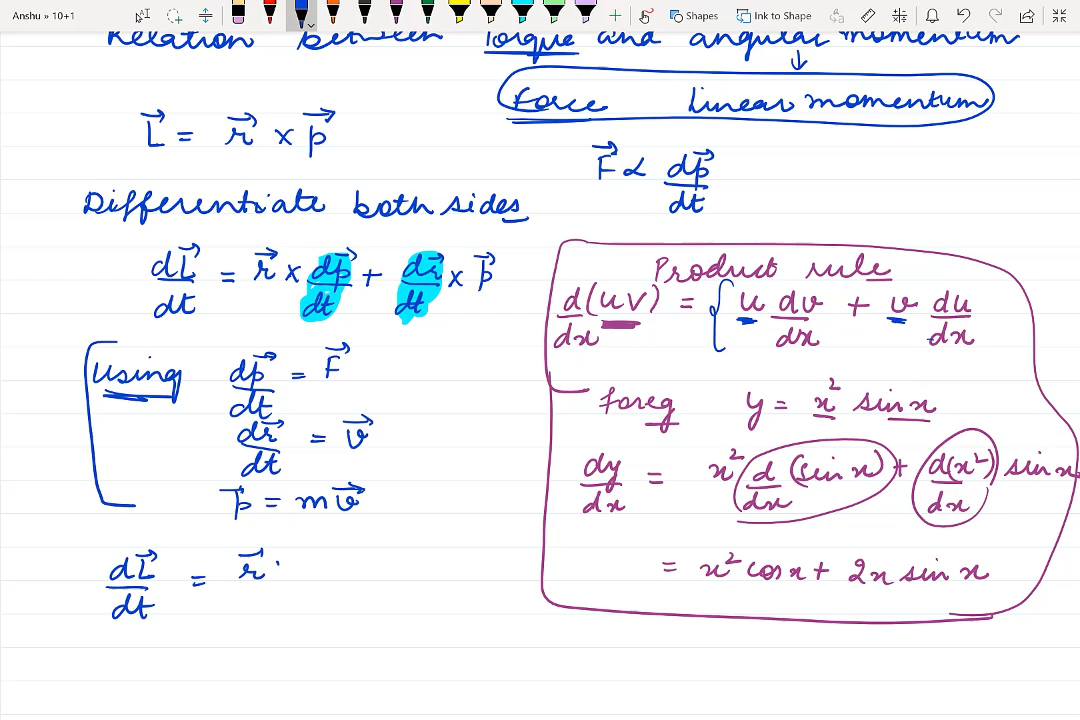 Anshu » 10+1
Shapes
Ink to Shape
Relation between Torque and angular momentum
↓
Force Linear momentum
L⃗ = r⃗ × p⃗
F⃗ ∝ dp⃗/dt
Differentiate both sides
dL⃗/dt = r⃗ × dp⃗/dt + dr⃗/dt × p⃗
Using dp⃗/dt = F⃗
dr⃗/dt = v⃗
p⃗ = mv⃗
dL⃗/dt = r⃗
Product rule
d(uv)/dx = { u dv/dx + v du/dx
For eg y = x² sin x
dy/dx = x² d/dx (sin x) + d(x²)/dx sin x
= x² cos x + 2x sin x